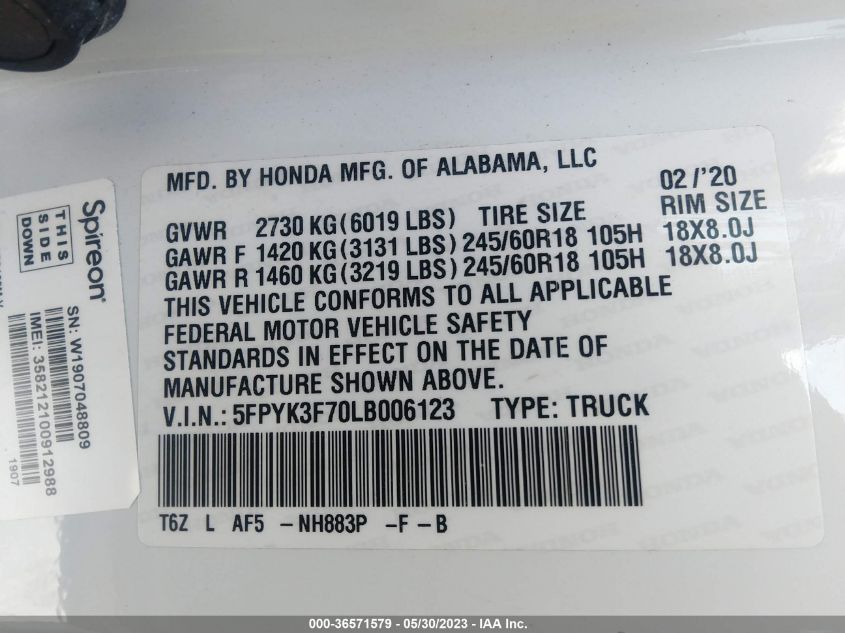 MFD. BY HONDA MFG. OF ALABAMA, LLC 02/'20
GVWR 2730 KG(6019 LBS) TIRE SIZE RIM SIZE
GAWR F 1420 KG(3131 LBS) 245/60R18 105H 18X8.0J
GAWR R 1460 KG(3219 LBS) 245/60R18 105H 18X8.0J
THIS VEHICLE CONFORMS TO ALL APPLICABLE
FEDERAL MOTOR VEHICLE SAFETY
STANDARDS IN EFFECT ON THE DATE OF
MANUFACTURE SHOWN ABOVE.
V.I.N.: 5FPYK3F70LB006123 TYPE: TRUCK
T6Z L AF5 -NH883P -F -B
Spireon
THIS
SIDE
DOWN
SN: W1907048809
IMEI: 358212100912988
1907
000-36571579 - 05/30/2023 - Copyright © IAA, Inc.